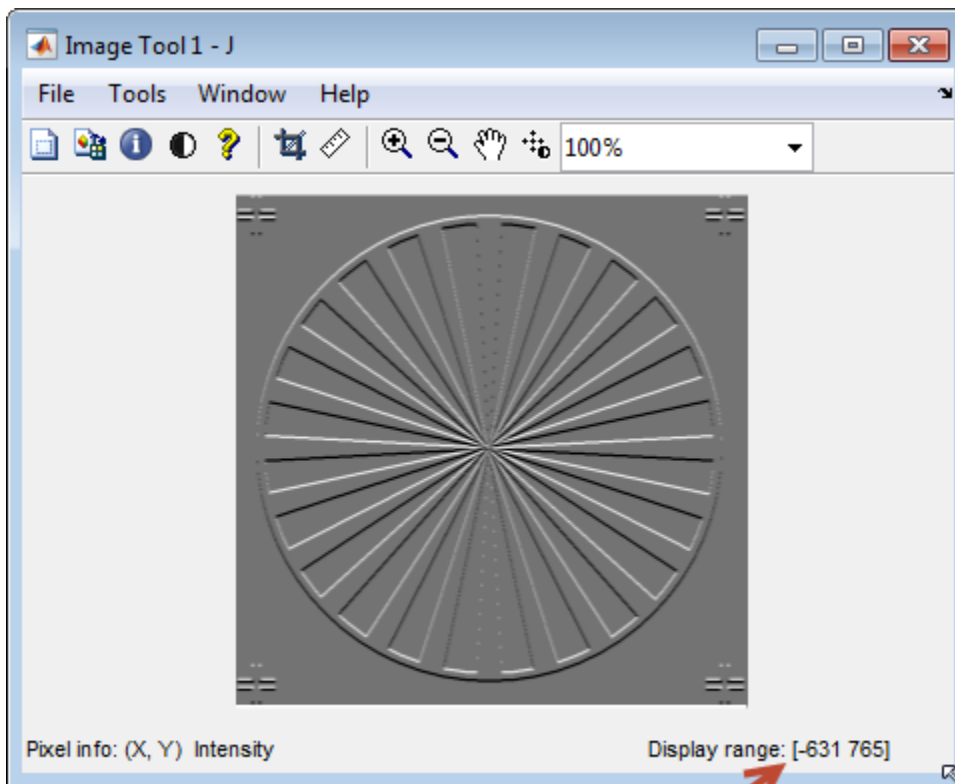 Image Tool 1 - J
File Tools Window Help
100%
Pixel info: (X, Y) Intensity
Display range: [-631 765]